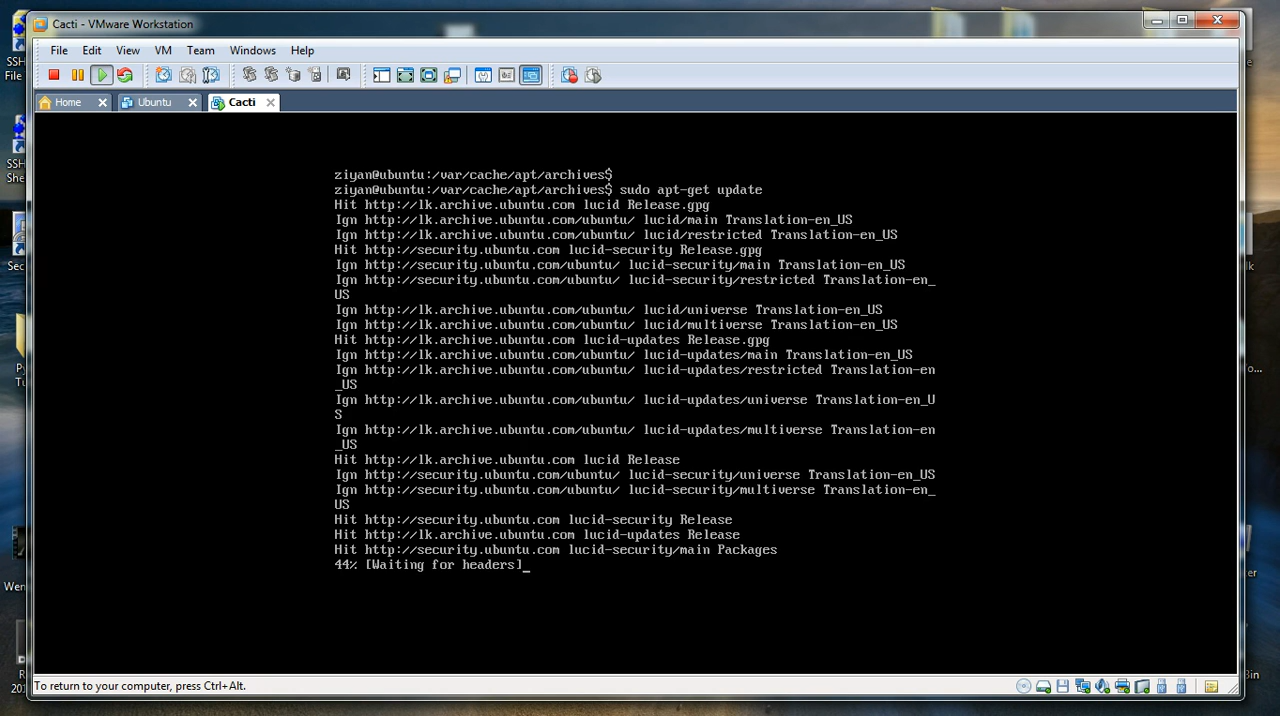 Cacti - VMware Workstation
File Edit View VM Team Windows Help
Home Ubuntu Cacti
ziyan@ubuntu:/var/cache/apt/archives$
ziyan@ubuntu:/var/cache/apt/archives$ sudo apt-get update
Hit http://lk.archive.ubuntu.com lucid Release.gpg
Ign http://lk.archive.ubuntu.com/ubuntu/ lucid/main Translation-en_US
Ign http://lk.archive.ubuntu.com/ubuntu/ lucid/restricted Translation-en_US
Hit http://security.ubuntu.com lucid-security Release.gpg
Ign http://security.ubuntu.com/ubuntu/ lucid-security/main Translation-en_US
Ign http://security.ubuntu.com/ubuntu/ lucid-security/restricted Translation-en_
US
Ign http://lk.archive.ubuntu.com/ubuntu/ lucid/universe Translation-en_US
Ign http://lk.archive.ubuntu.com/ubuntu/ lucid/multiverse Translation-en_US
Hit http://lk.archive.ubuntu.com lucid-updates Release.gpg
Ign http://lk.archive.ubuntu.com/ubuntu/ lucid-updates/main Translation-en_US
Ign http://lk.archive.ubuntu.com/ubuntu/ lucid-updates/restricted Translation-en
_US
Ign http://lk.archive.ubuntu.com/ubuntu/ lucid-updates/universe Translation-en_U
S
Ign http://lk.archive.ubuntu.com/ubuntu/ lucid-updates/multiverse Translation-en
_US
Hit http://lk.archive.ubuntu.com lucid Release
Ign http://security.ubuntu.com/ubuntu/ lucid-security/universe Translation-en_US
Ign http://security.ubuntu.com/ubuntu/ lucid-security/multiverse Translation-en_
US
Hit http://security.ubuntu.com lucid-security Release
Hit http://lk.archive.ubuntu.com lucid-updates Release
Hit http://security.ubuntu.com lucid-security/main Packages
44% [Waiting for headers]_
To return to your computer, press Ctrl+Alt.
SSH
File
SSH
She
Sec
Py
Tu
Wen